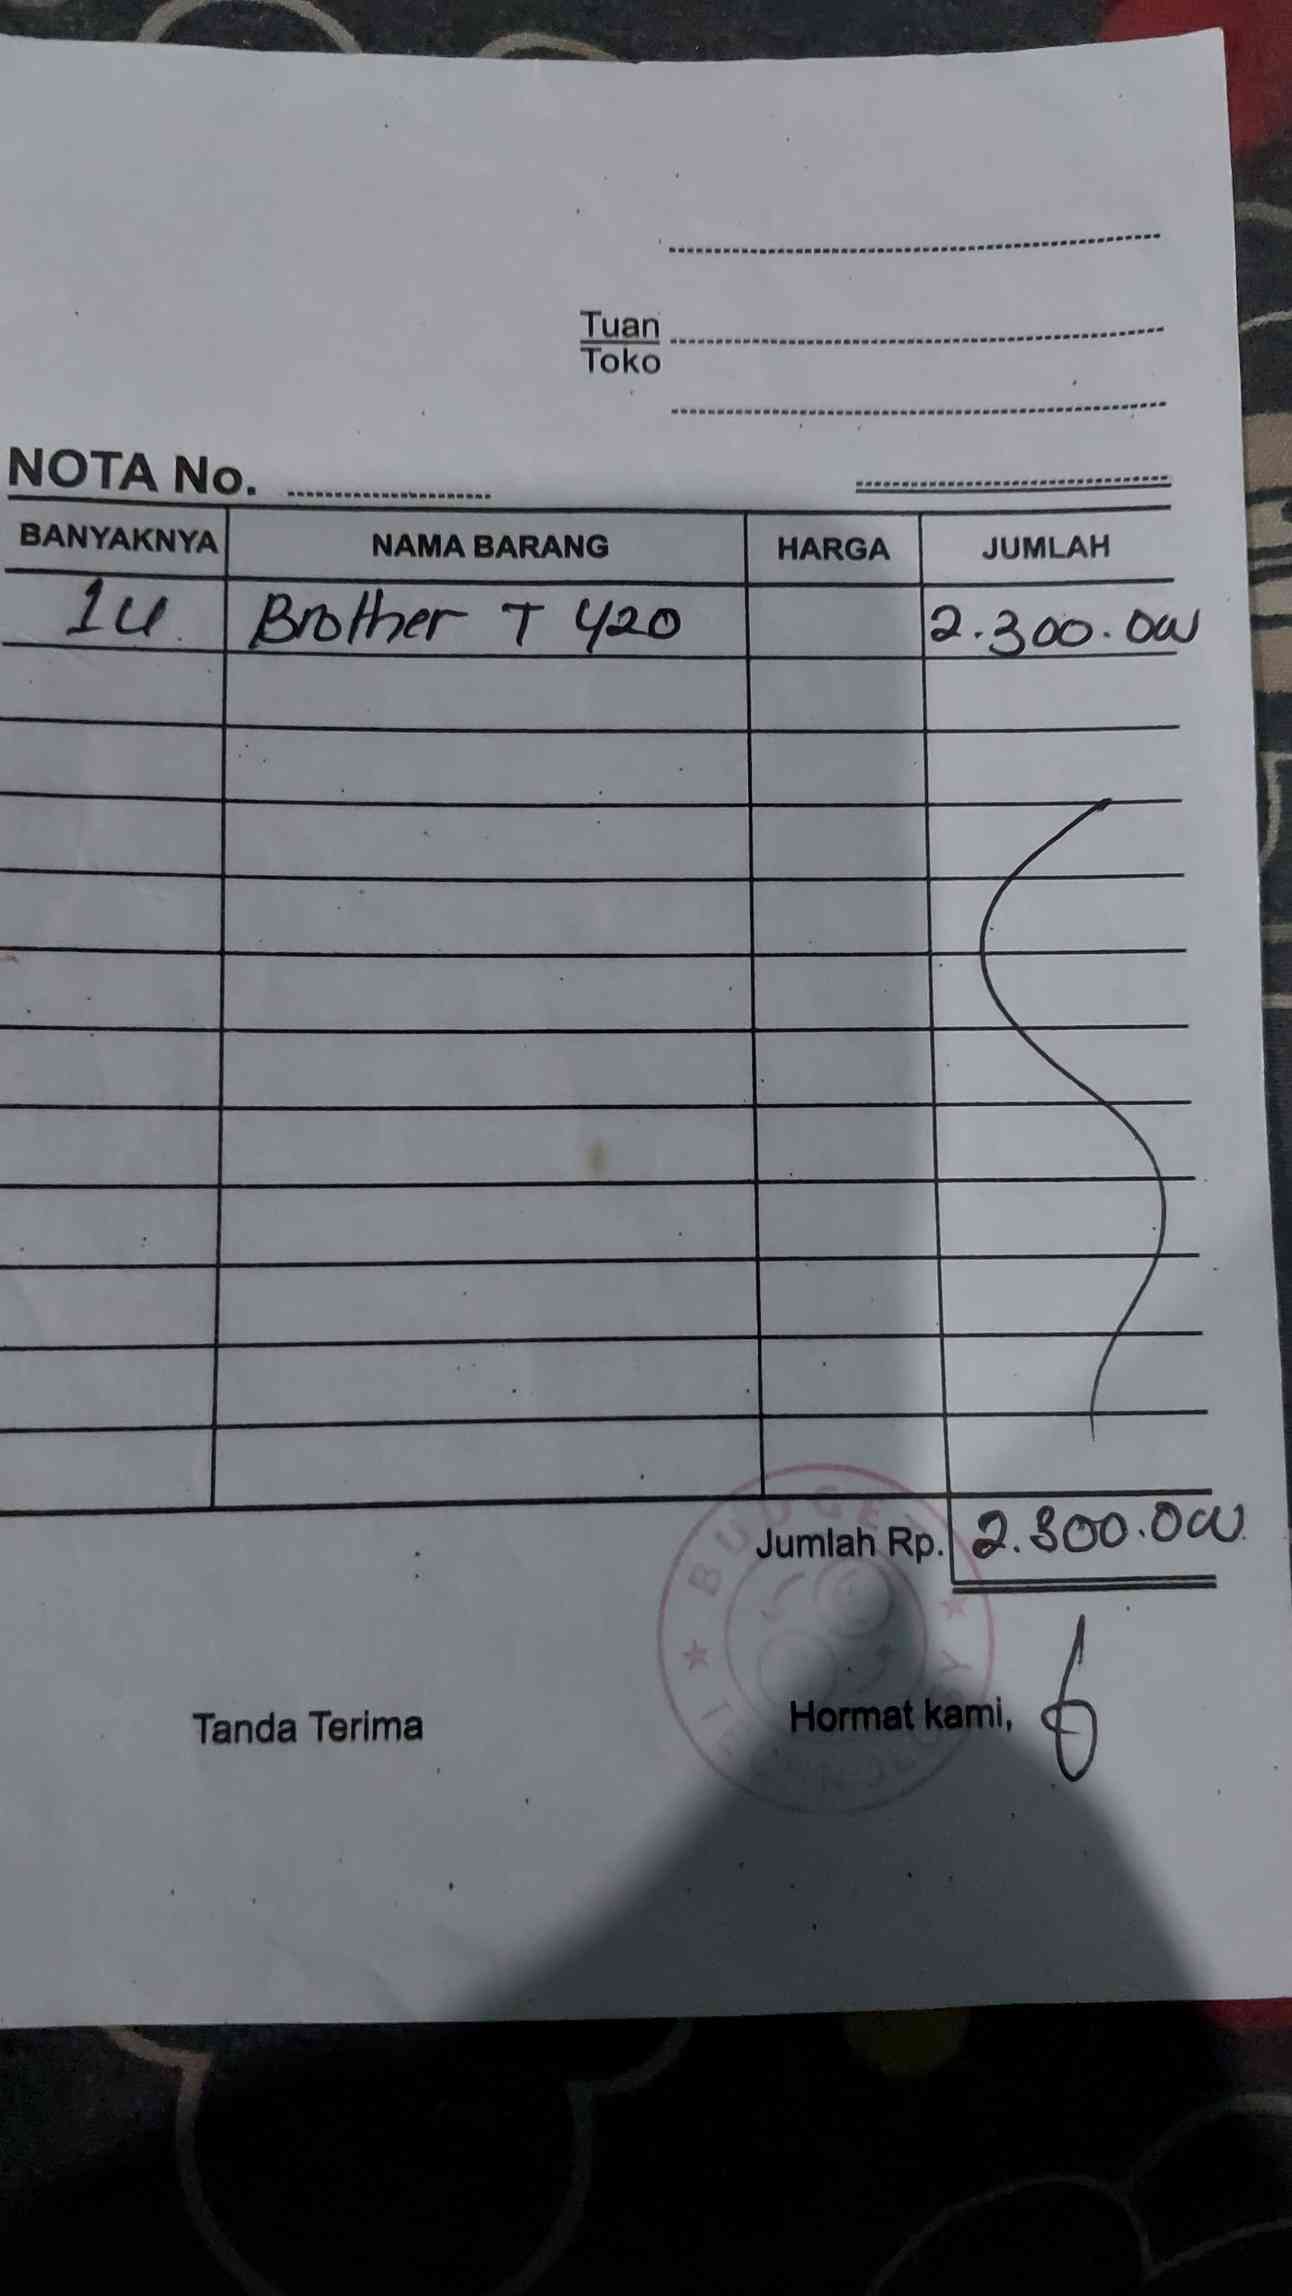 Tuan
Toko
NOTA No.
BANYAKNYA NAMA BARANG HARGA JUMLAH
1U Brother T 420 2.300.000
Jumlah Rp. 2.300.000
BUDGET
Tanda Terima Hormat kami,